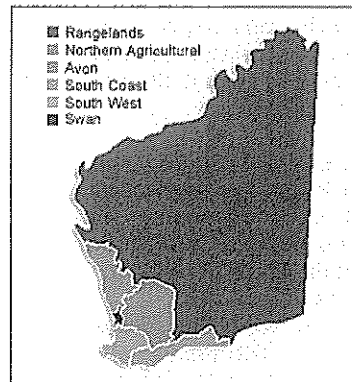 Rangelands
Northern Agricultural
Avon
South Coast
South West
Swan